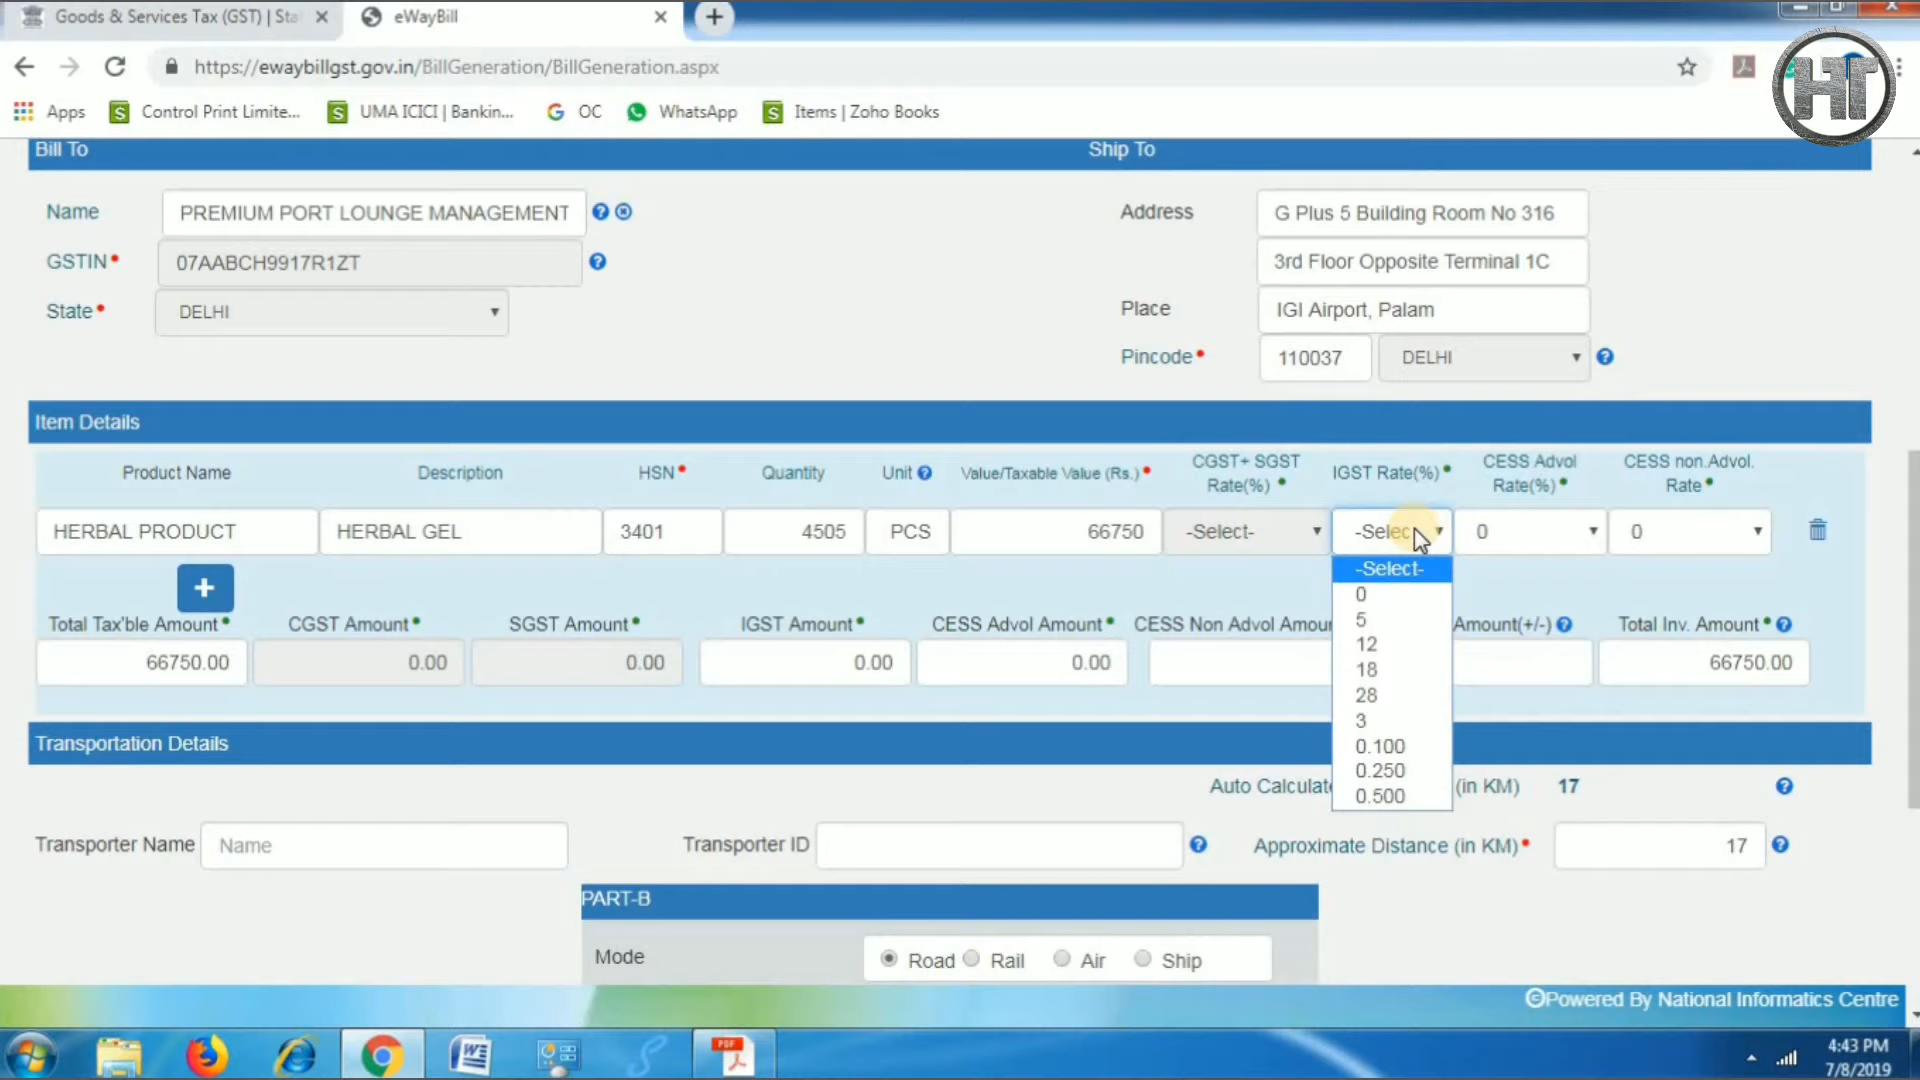 Goods & Services Tax (GST) | Sta
eWayBill
https://ewaybillgst.gov.in/BillGeneration/BillGeneration.aspx
HT
Apps
Control Print Limite...
UMA ICICI | Bankin...
OC
WhatsApp
Items | Zoho Books
Bill To
Ship To
Name
PREMIUM PORT LOUNGE MANAGEMENT
Address
G Plus 5 Building Room No 316
GSTIN
07AABCH9917R1ZT
3rd Floor Opposite Terminal 1C
State
DELHI
Place
IGI Airport, Palam
Pincode
110037
DELHI
Item Details
Product Name
Description
HSN
Quantity
Unit
Value/Taxable Value (Rs.)
CGST+ SGST
Rate(%)
IGST Rate(%)
CESS Advol
Rate(%)
CESS non.Advol.
Rate
HERBAL PRODUCT
HERBAL GEL
3401
4505
PCS
66750
-Select-
-Selec
0
0
-Select-
0
5
12
18
28
3
0.100
0.250
0.500
+
Total Tax'ble Amount
CGST Amount
SGST Amount
IGST Amount
CESS Advol Amount
CESS Non Advol Amou
Amount(+/-)
Total Inv. Amount
66750.00
0.00
0.00
0.00
0.00
66750.00
Transportation Details
Auto Calculat
(in KM)
17
Transporter Name
Name
Transporter ID
Approximate Distance (in KM)
17
PART-B
Mode
Road
Rail
Air
Ship
©Powered By National Informatics Centre
PDF
4:43 PM
7/8/2019